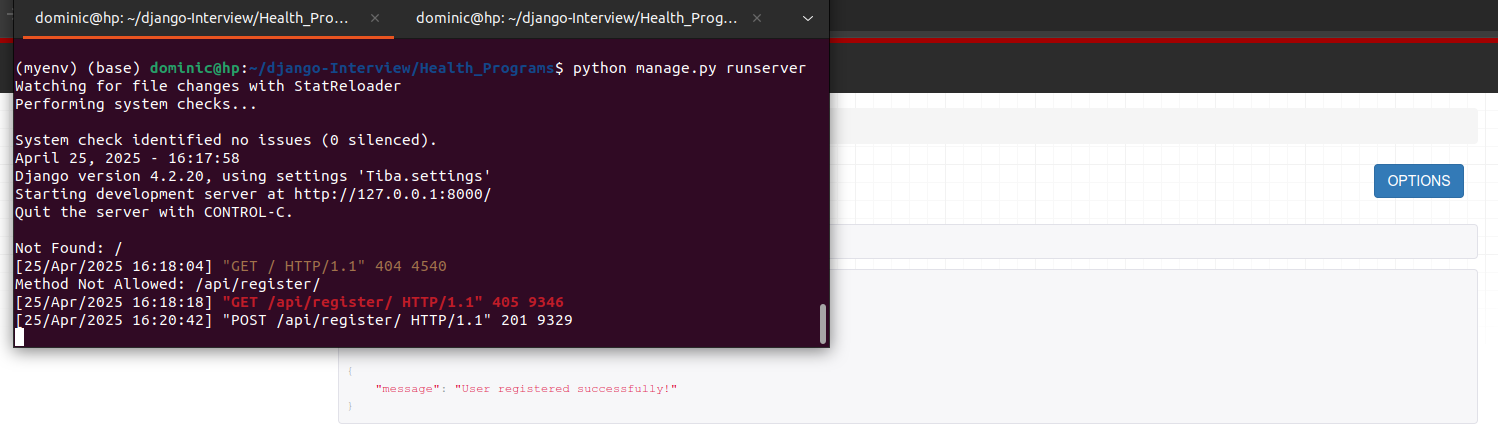 dominic@hp: ~/django-Interview/Health_Pro... × dominic@hp: ~/django-Interview/Health_Prog... ×
(myenv) (base) dominic@hp:~/django-Interview/Health_Programs$ python manage.py runserver
Watching for file changes with StatReloader
Performing system checks...
System check identified no issues (0 silenced).
April 25, 2025 - 16:17:58
Django version 4.2.20, using settings 'Tiba.settings'
Starting development server at http://127.0.0.1:8000/
Quit the server with CONTROL-C.
Not Found: /
[25/Apr/2025 16:18:04] "GET / HTTP/1.1" 404 4540
Method Not Allowed: /api/register/
[25/Apr/2025 16:18:18] "GET /api/register/ HTTP/1.1" 405 9346
[25/Apr/2025 16:20:42] "POST /api/register/ HTTP/1.1" 201 9329
OPTIONS
{
"message": "User registered successfully!"
}